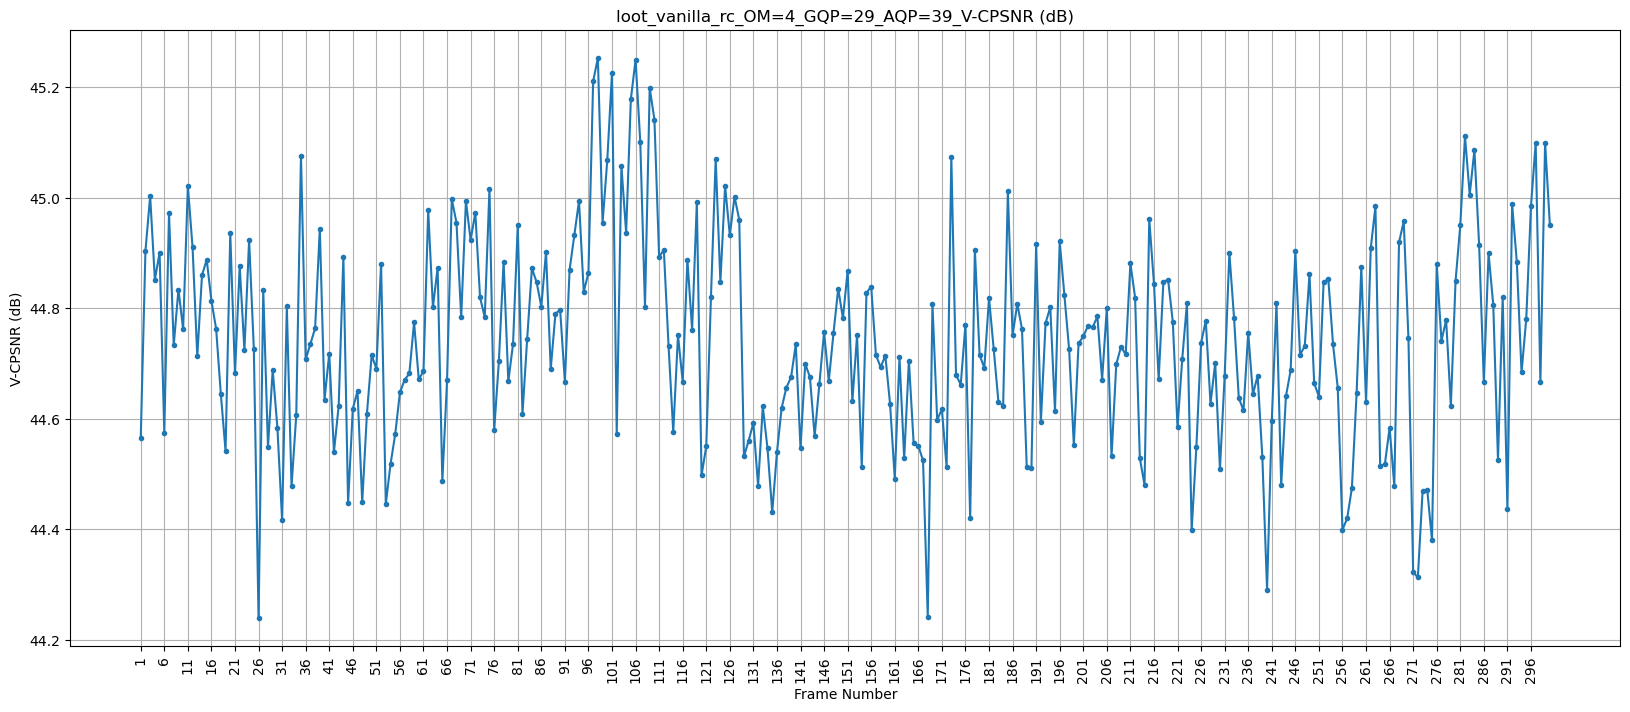 loot_vanilla_rc_OM=4_GQP=29_AQP=39_V-CPSNR (dB)
V-CPSNR (dB)
45.2
45.0
44.8
44.6
44.4
44.2
1 6 11 16 21 26 31 36 41 46 51 56 61 66 71 76 81 86 91 96 101 106 111 116 121 126 131 136 141 146 151 156 161 166 171 176 181 186 191 196 201 206 211 216 221 226 231 236 241 246 251 256 261 266 271 276 281 286 291 296
Frame Number